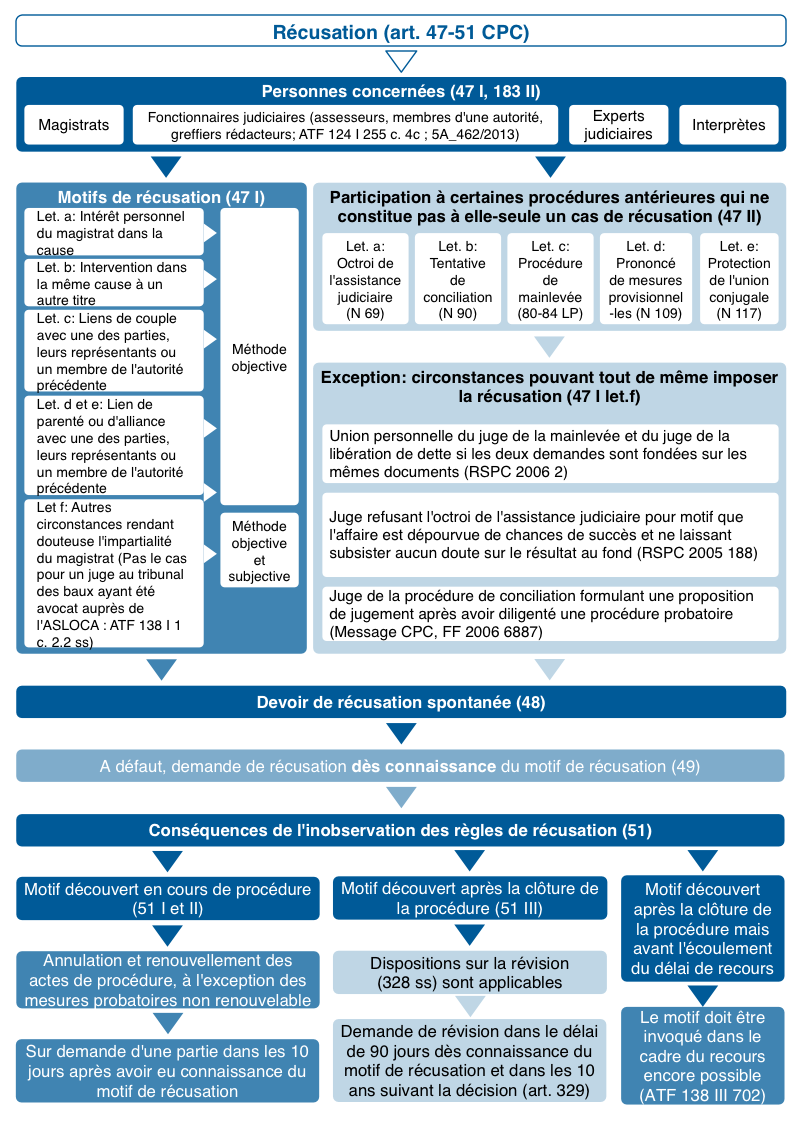 Récusation (art. 47-51 CPC)
Personnes concernées (47 I, 183 II)
Magistrats
Fonctionnaires judiciaires (assesseurs, membres d'une autorité,
greffiers rédacteurs; ATF 124 I 255 c. 4c ; 5A_462/2013)
Experts
judiciaires
Interprètes
Motifs de récusation (47 I)
Let. a: Intérêt personnel
du magistrat dans la
cause
Let. b: Intervention dans
la même cause à un
autre titre
Let. c: Liens de couple
avec une des parties,
leurs représentants ou
un membre de l'autorité
précédente
Let. d et e: Lien de
parenté ou d'alliance
avec une des parties,
leurs représentants ou
un membre de l'autorité
précédente
Let f: Autres
circonstances rendant
douteuse l'impartialité
du magistrat (Pas le cas
pour un juge au tribunal
des baux ayant été
avocat auprès de
l'ASLOCA : ATF 138 I 1
c. 2.2 ss)
Méthode
objective
Méthode
objective
et
subjective
Participation à certaines procédures antérieures qui ne
constitue pas à elle-seule un cas de récusation (47 II)
Let. a:
Octroi de
l'assistance
judiciaire
(N 69)
Let. b:
Tentative
de
conciliation
(N 90)
Let. c:
Procédure
de
mainlevée
(80-84 LP)
Let. d:
Prononcé
de mesures
provisionnel
-les (N 109)
Let. e:
Protection
de l'union
conjugale
(N 117)
Exception: circonstances pouvant tout de même imposer
la récusation (47 I let.f)
Union personnelle du juge de la mainlevée et du juge de la
libération de dette si les deux demandes sont fondées sur les
mêmes documents (RSPC 2006 2)
Juge refusant l'octroi de l'assistance judiciaire pour motif que
l'affaire est dépourvue de chances de succès et ne laissant
subsister aucun doute sur le résultat au fond (RSPC 2005 188)
Juge de la procédure de conciliation formulant une proposition
de jugement après avoir diligenté une procédure probatoire
(Message CPC, FF 2006 6887)
Devoir de récusation spontanée (48)
A défaut, demande de récusation dès connaissance du motif de récusation (49)
Conséquences de l'inobservation des règles de récusation (51)
Motif découvert en cours de procédure
(51 I et II)
Annulation et renouvellement des
actes de procédure, à l'exception des
mesures probatoires non renouvelable
Sur demande d'une partie dans les 10
jours après avoir eu connaissance du
motif de récusation
Motif découvert après la clôture de
la procédure (51 III)
Dispositions sur la révision
(328 ss) sont applicables
Demande de révision dans le délai
de 90 jours dès connaissance du
motif de récusation et dans les 10
ans suivant la décision (art. 329)
Motif découvert
après la clôture de
la procédure mais
avant l'écoulement
du délai de recours
Le motif doit être
invoqué dans le
cadre du recours
encore possible
(ATF 138 III 702)